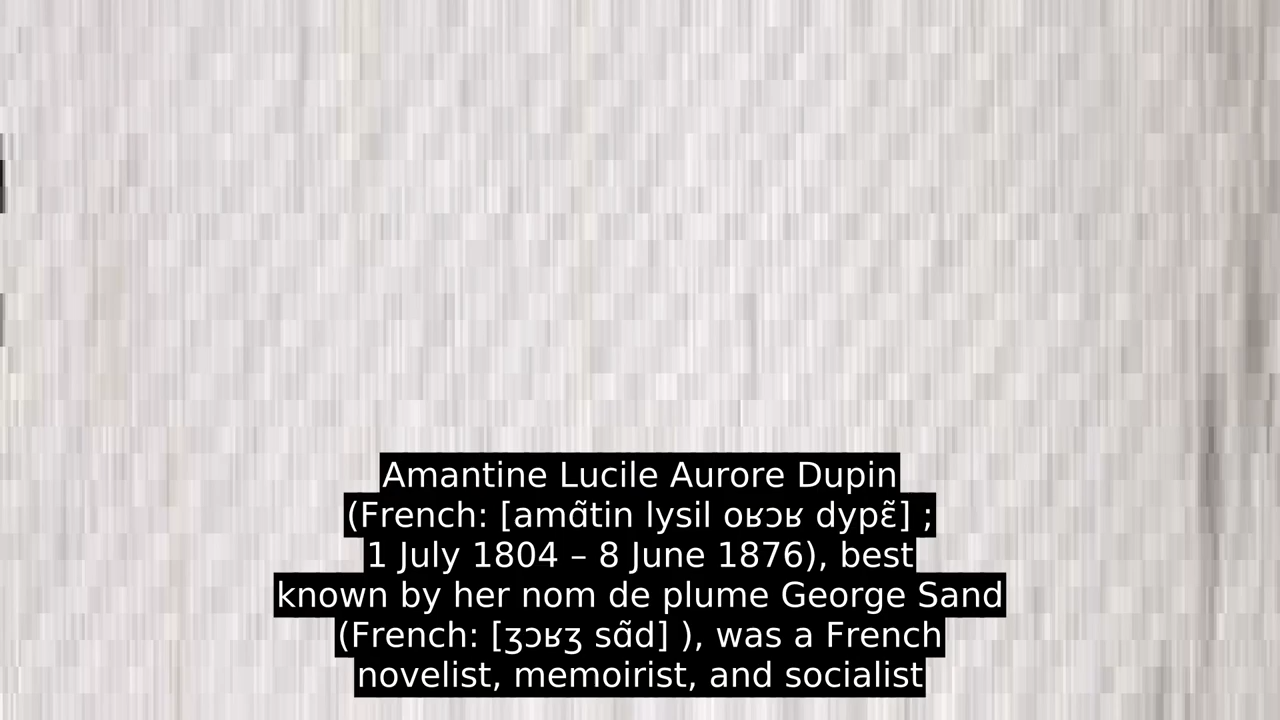 Amantine Lucile Aurore Dupin
(French: [amɑ̃tin lysil oʁɔʁ dypɛ̃] ;
1 July 1804 – 8 June 1876), best
known by her nom de plume George Sand
(French: [ʒɔʁʒ sɑ̃d] ), was a French
novelist, memoirist, and socialist